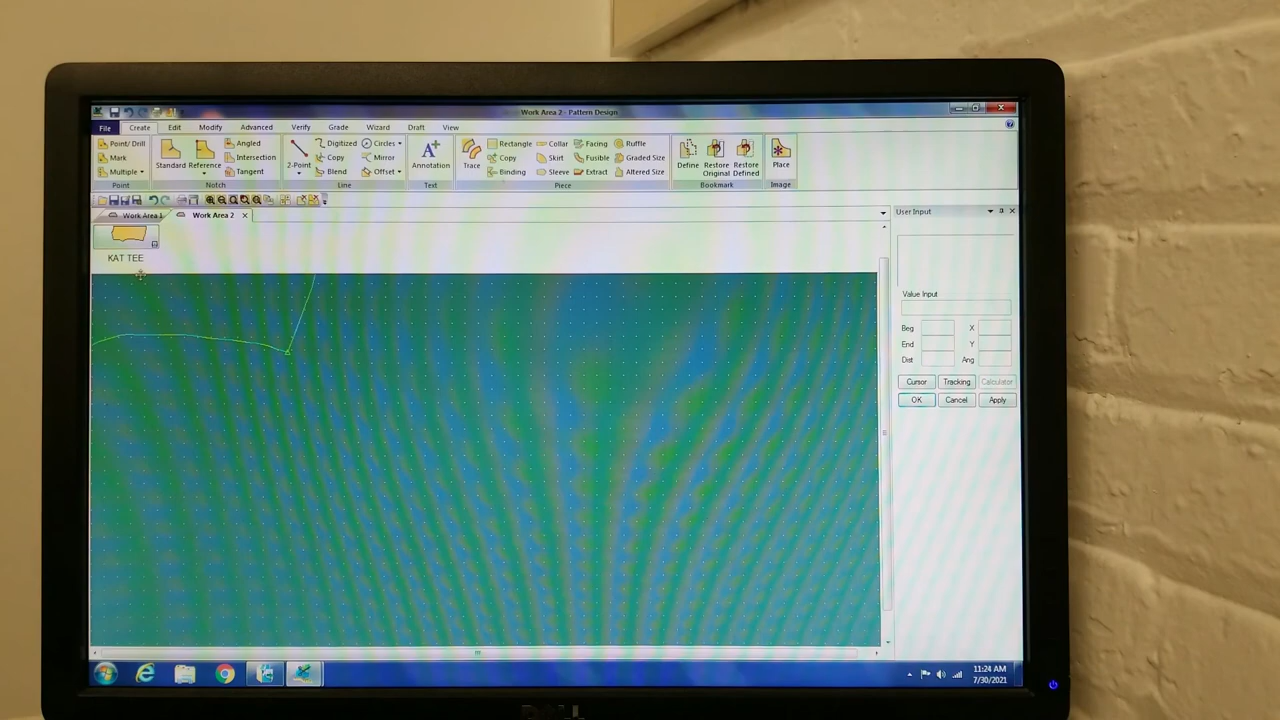 Work Area 2 - Pattern Design
File Create Edit Modify Advanced Verify Grade Wizard Draft View
Point/ Drill
Mark
Multiple
Point
Standard
Reference
Angled
Intersection
Tangent
Notch
2-Point
Digitized
Copy
Blend
Circles
Mirror
Offset
Line
Annotation
Text
Trace
Rectangle
Copy
Binding
Collar
Skirt
Sleeve
Facing
Fusible
Extract
Ruffle
Graded Size
Altered Size
Piece
Define
Restore Original
Restore Defined
Bookmark
Place
Image
Work Area 1 Work Area 2
KAT TEE
User Input
Value Input
Beg X
End Y
Dist Ang
Cursor Tracking Calculator
OK Cancel Apply
11:24 AM
7/30/2021
DELL